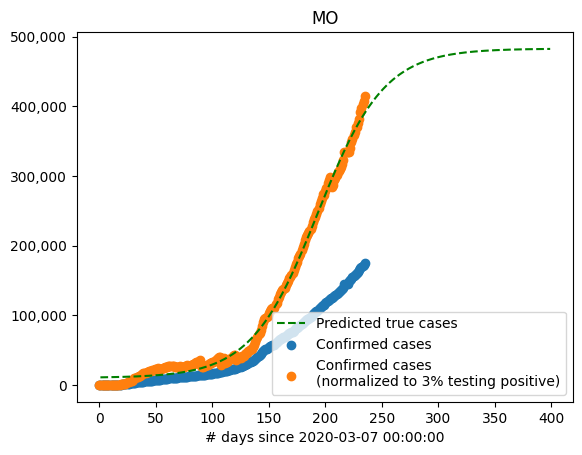 MO
500,000
400,000
300,000
200,000
100,000
0
Predicted true cases
Confirmed cases
Confirmed cases
(normalized to 3% testing positive)
0 50 100 150 200 250 300 350 400
# days since 2020-03-07 00:00:00